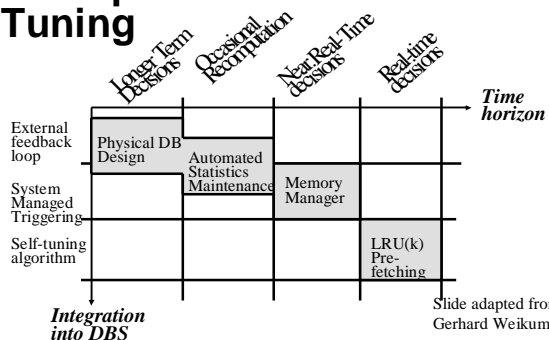 Tuning
Longer Term
Decisions
Occasional
Recomputation
Near Real-Time
decisions
Real-time
decisions
Time
horizon
External
feedback
loop
Physical DB
Design
Automated
Statistics
Maintenance
System
Managed
Triggering
Memory
Manager
Self-tuning
algorithm
LRU(k)
Pre-
fetching
Integration
into DBS
Slide adapted from
Gerhard Weikum